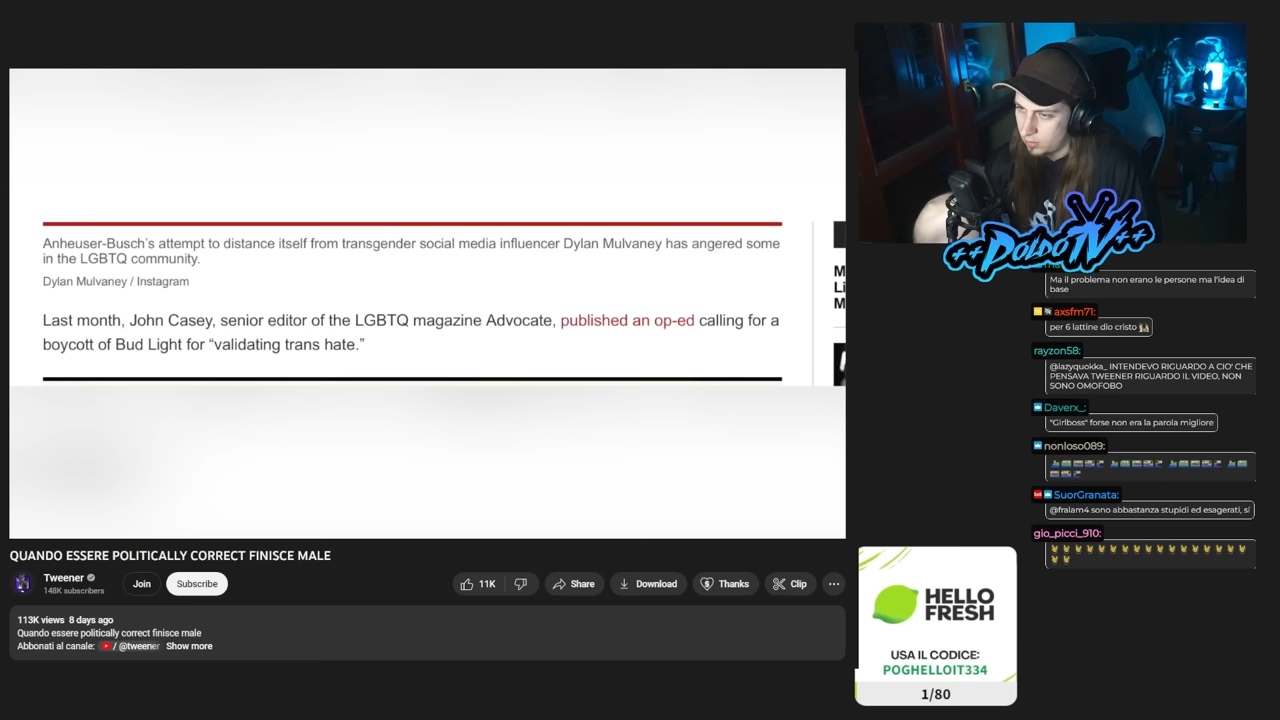 Anheuser-Busch's attempt to distance itself from transgender social media influencer Dylan Mulvaney has angered some
in the LGBTQ community.
Dylan Mulvaney / Instagram
Last month, John Casey, senior editor of the LGBTQ magazine Advocate, published an op-ed calling for a
boycott of Bud Light for “validating trans hate.”
M
Li
M
QUANDO ESSERE POLITICALLY CORRECT FINISCE MALE
Tweener
148K subscribers
Join
Subscribe
11K
Share
Download
Thanks
Clip
113K views 8 days ago
Quando essere politically correct finisce male
Abbonati al canale: / @tweener Show more
++ POLDO TV ++
Ma il problema non erano le persone ma l'idea di
base
axsfm71:
per 6 lattine dio cristo
rayzon58:
@lazyquokka_ INTENDEVO RIGUARDO A CIO' CHE
PENSAVA TWEENER RIGUARDO IL VIDEO, NON
SONO OMOFOBO
Daverx_:
"Girlboss" forse non era la parola migliore
nonloso089:
SuorGranata:
@fralam4 sono abbastanza stupidi ed esagerati, sì
gio_picci_910:
HELLO
FRESH
USA IL CODICE:
POGHELLOIT334
1/80